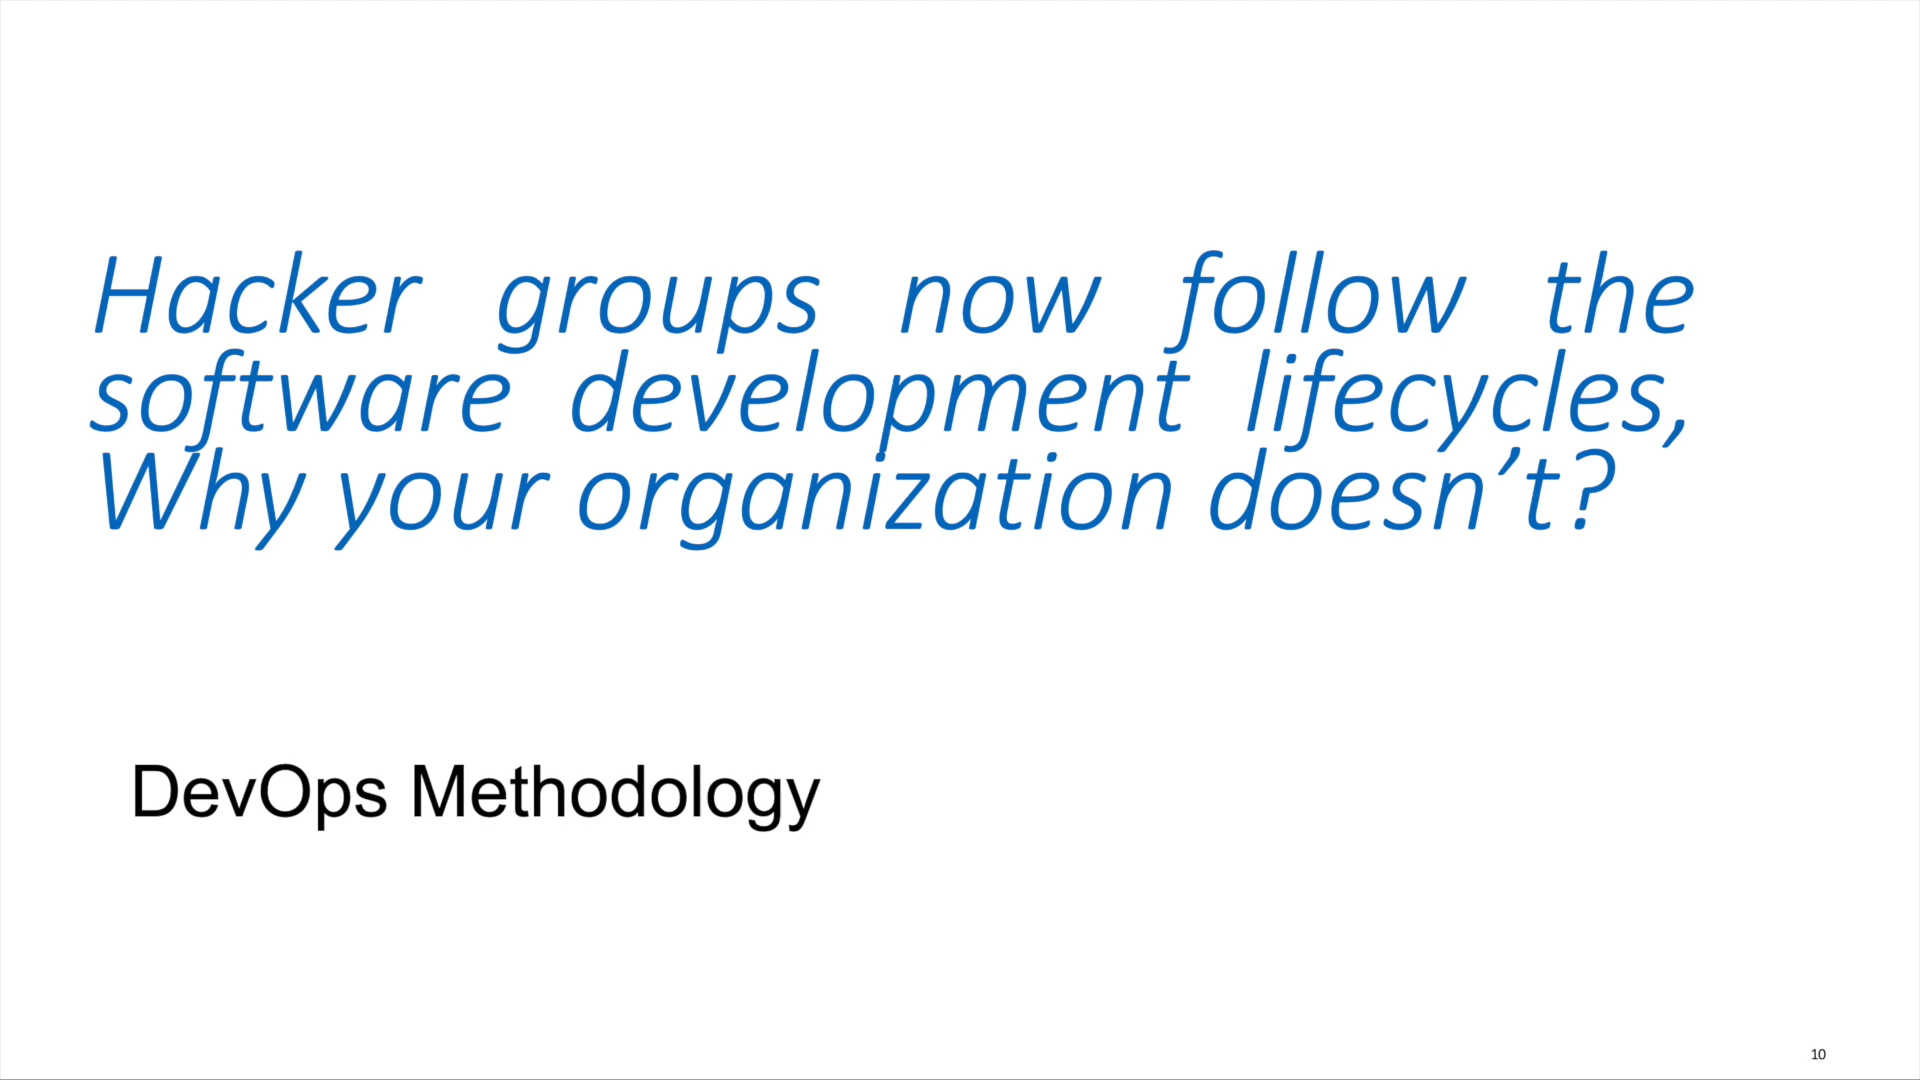 Hacker groups now follow the
software development lifecycles,
Why your organization doesn’t?
DevOps Methodology
10